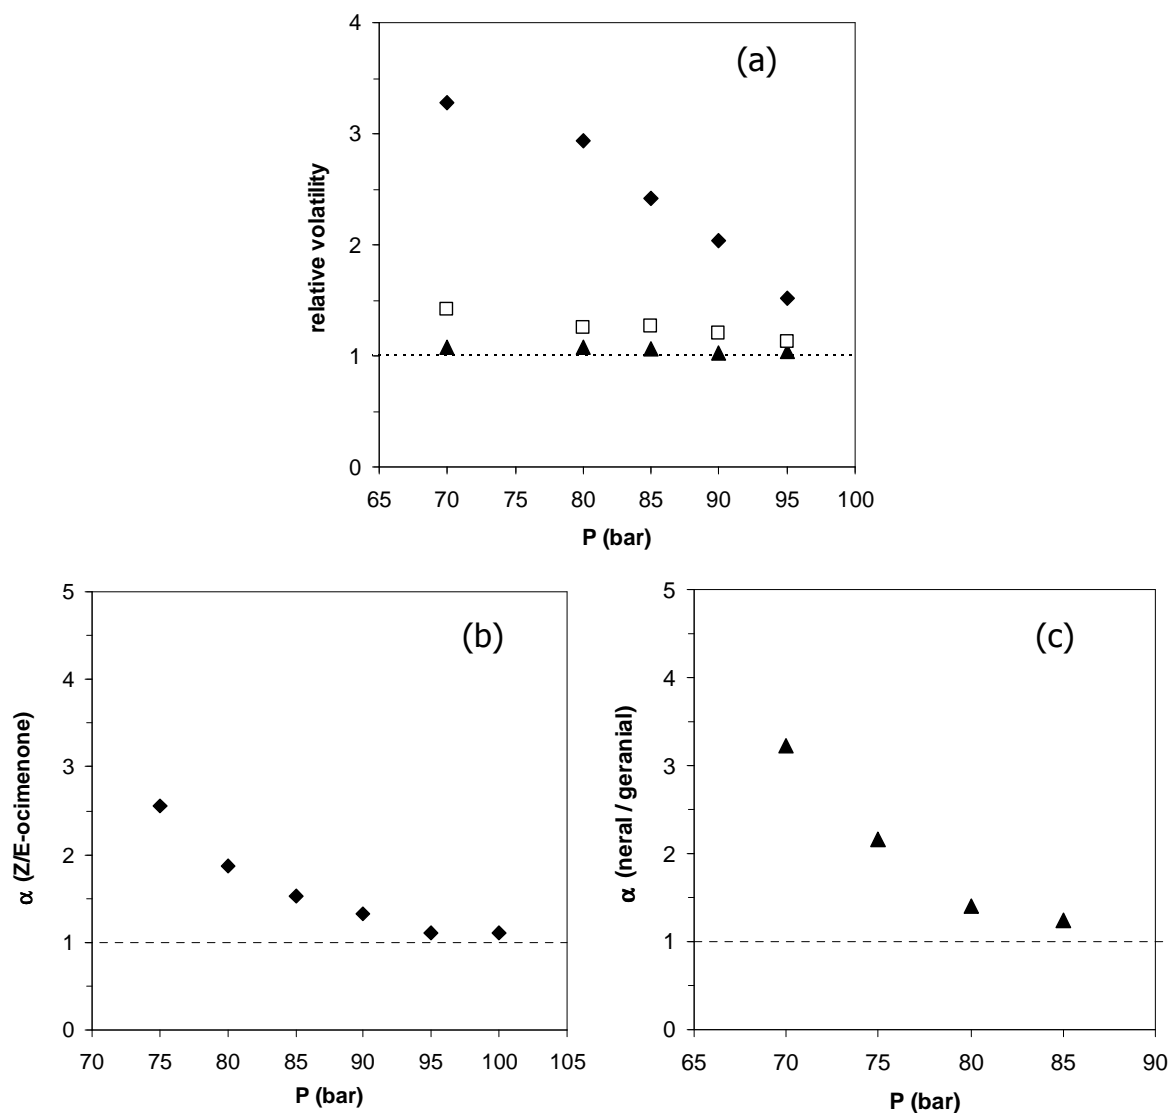 (a)
relative volatility
4
3
2
1
0
65 70 75 80 85 90 95 100
P (bar)
(b)
α (Z/E-ocimenone)
5
4
3
2
1
0
70 75 80 85 90 95 100 105
P (bar)
(c)
α (neral / geranial)
5
4
3
2
1
0
65 70 75 80 85 90
P (bar)